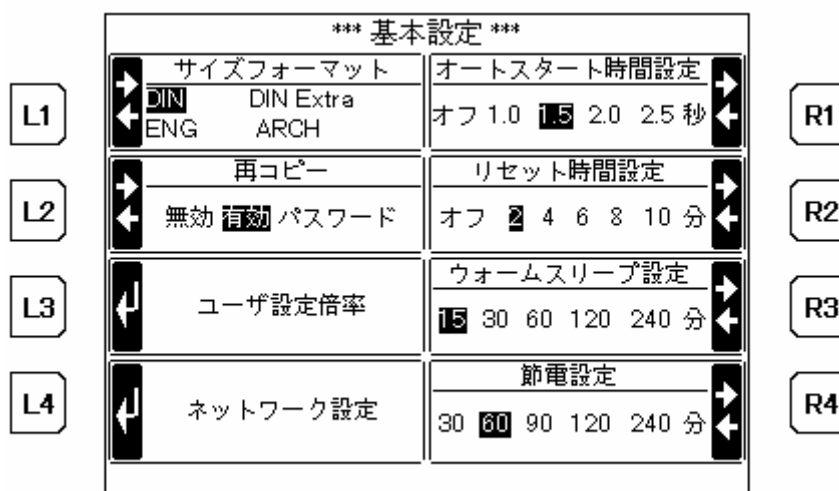 *** 基本設定 ***
L1
サイズフォーマット
DIN DIN Extra
ENG ARCH
オートスタート時間設定
オフ 1.0 1.5 2.0 2.5 秒
R1
L2
再コピー
無効 有効 パスワード
リセット時間設定
オフ 2 4 6 8 10 分
R2
L3
ユーザ設定倍率
ウォームスリープ設定
15 30 60 120 240 分
R3
L4
ネットワーク設定
節電設定
30 60 90 120 240 分
R4